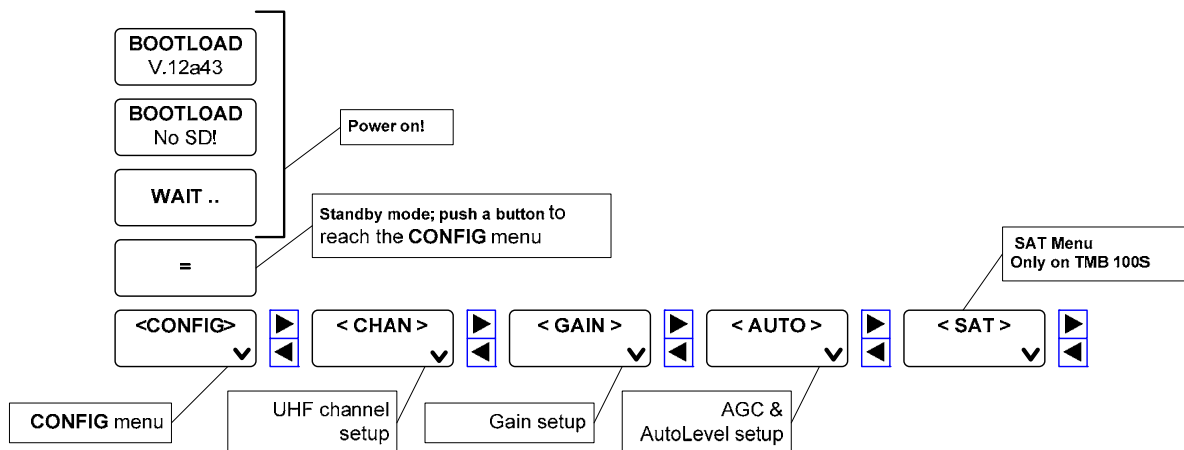 BOOTLOAD
V.12a43
BOOTLOAD
No SD!
Power on!
WAIT ..
Standby mode; push a button to
reach the CONFIG menu
=
SAT Menu
Only on TMB 100S
<CONFIG>
< CHAN >
< GAIN >
< AUTO >
< SAT >
CONFIG menu
UHF channel
setup
Gain setup
AGC &
AutoLevel setup